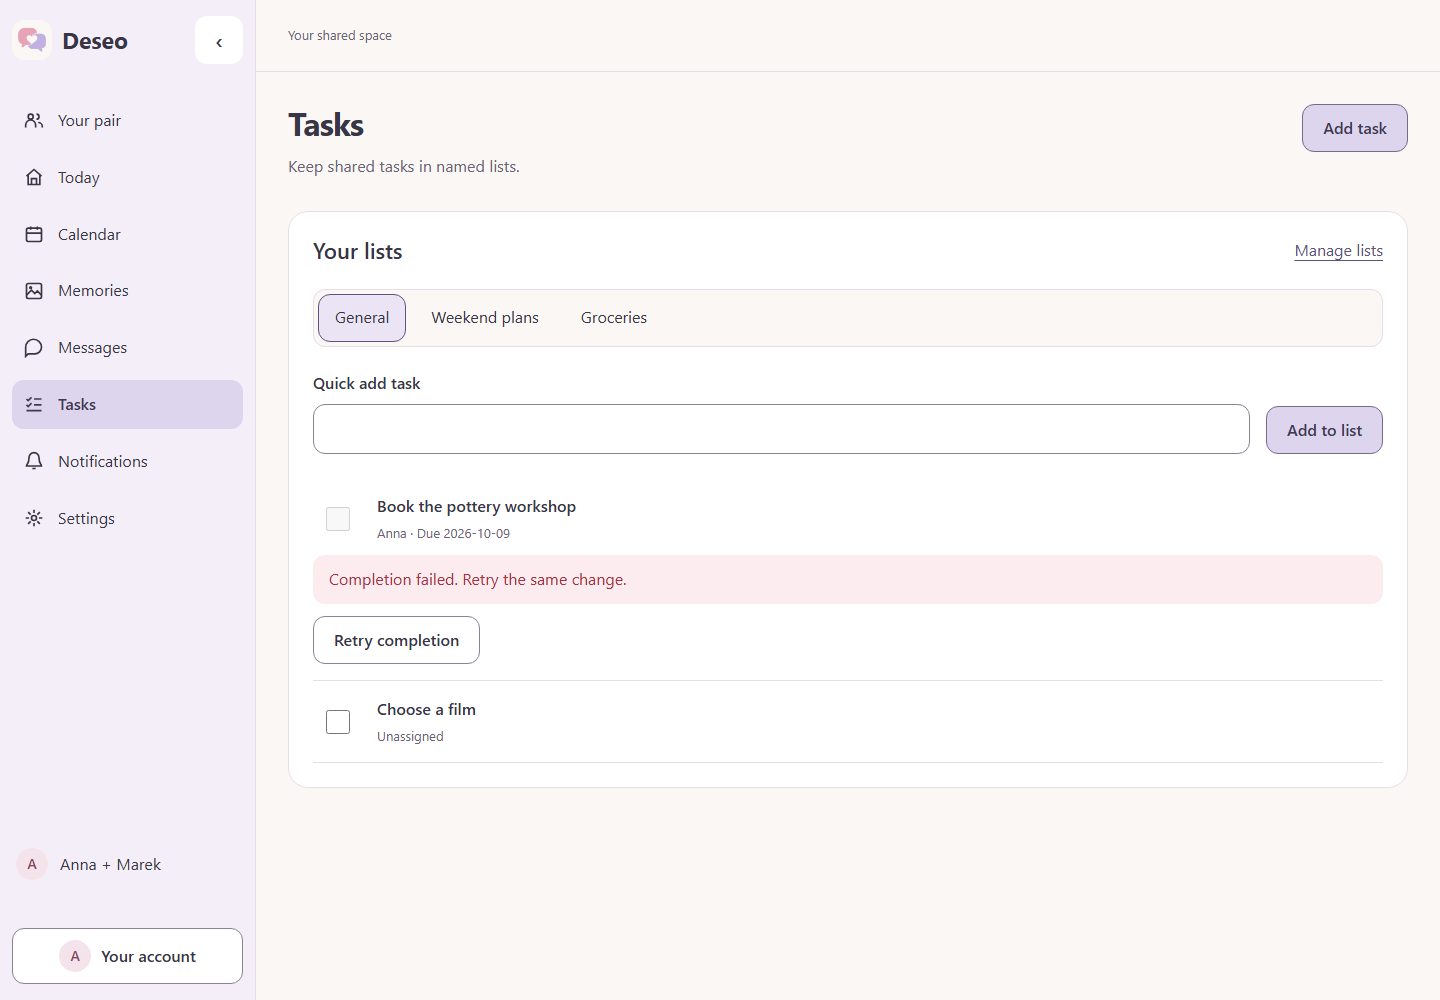 Deseo
‹
Your pair
Today
Calendar
Memories
Messages
Tasks
Notifications
Settings
A
Anna + Marek
A
Your account
Your shared space
Tasks
Add task
Keep shared tasks in named lists.
Your lists
Manage lists
General
Weekend plans
Groceries
Quick add task
Add to list
Book the pottery workshop
Anna · Due 2026-10-09
Completion failed. Retry the same change.
Retry completion
Choose a film
Unassigned